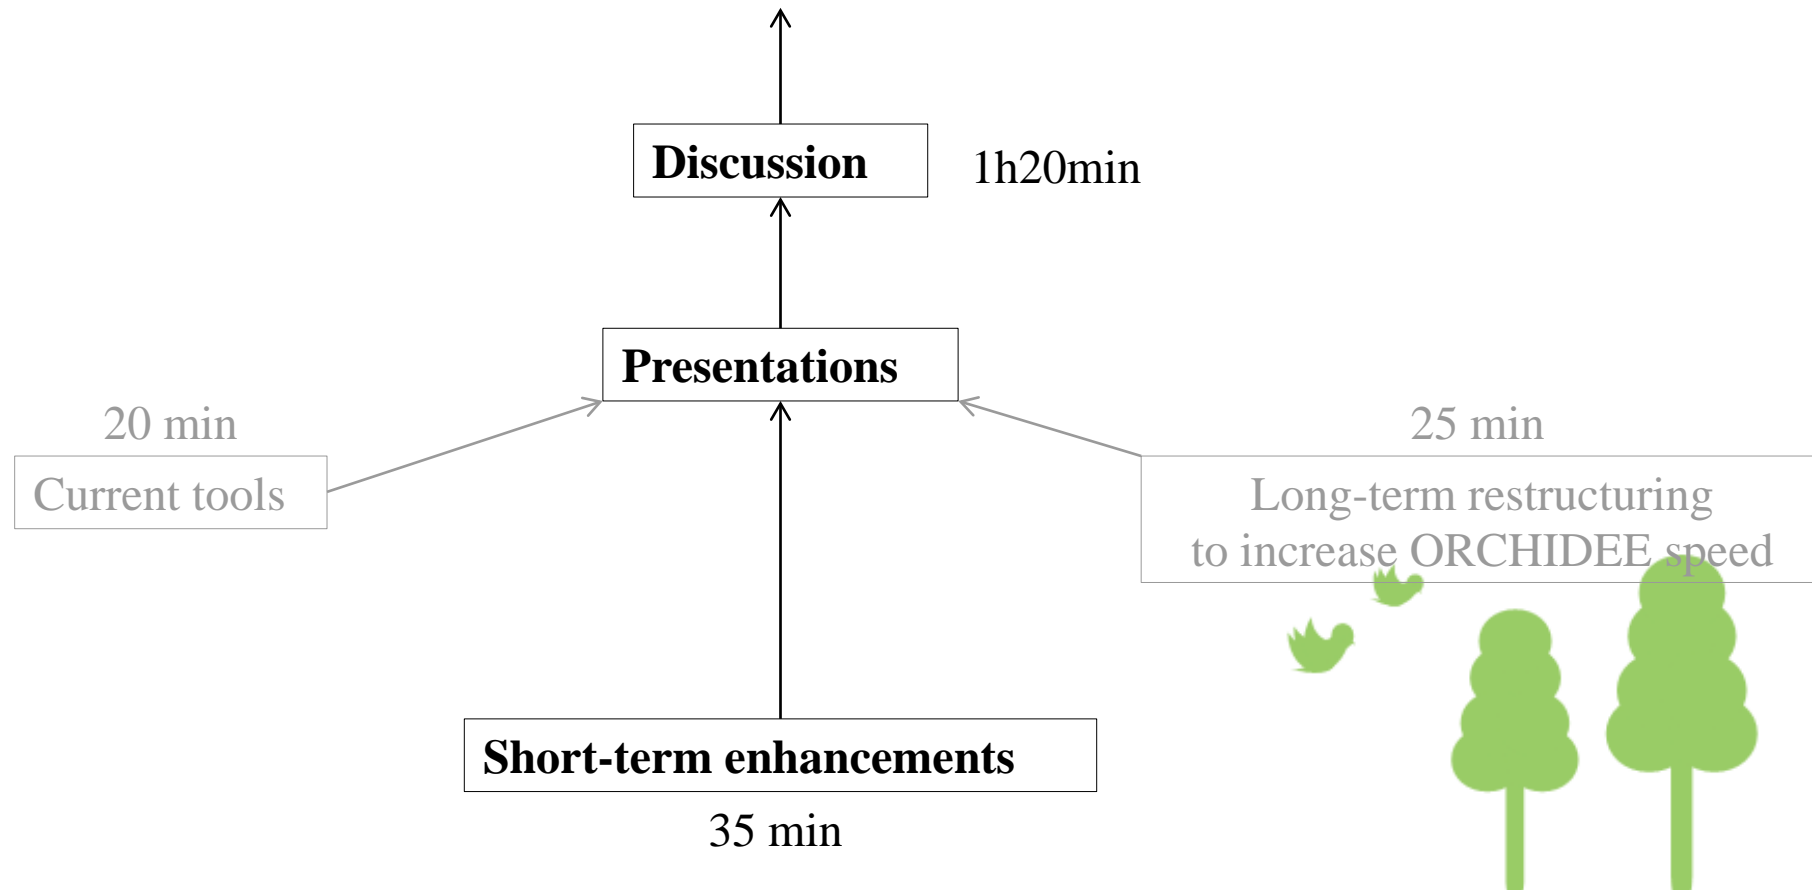 Discussion
1h20min
Presentations
20 min
Current tools
25 min
Long-term restructuring
to increase ORCHIDEE speed
Short-term enhancements
35 min